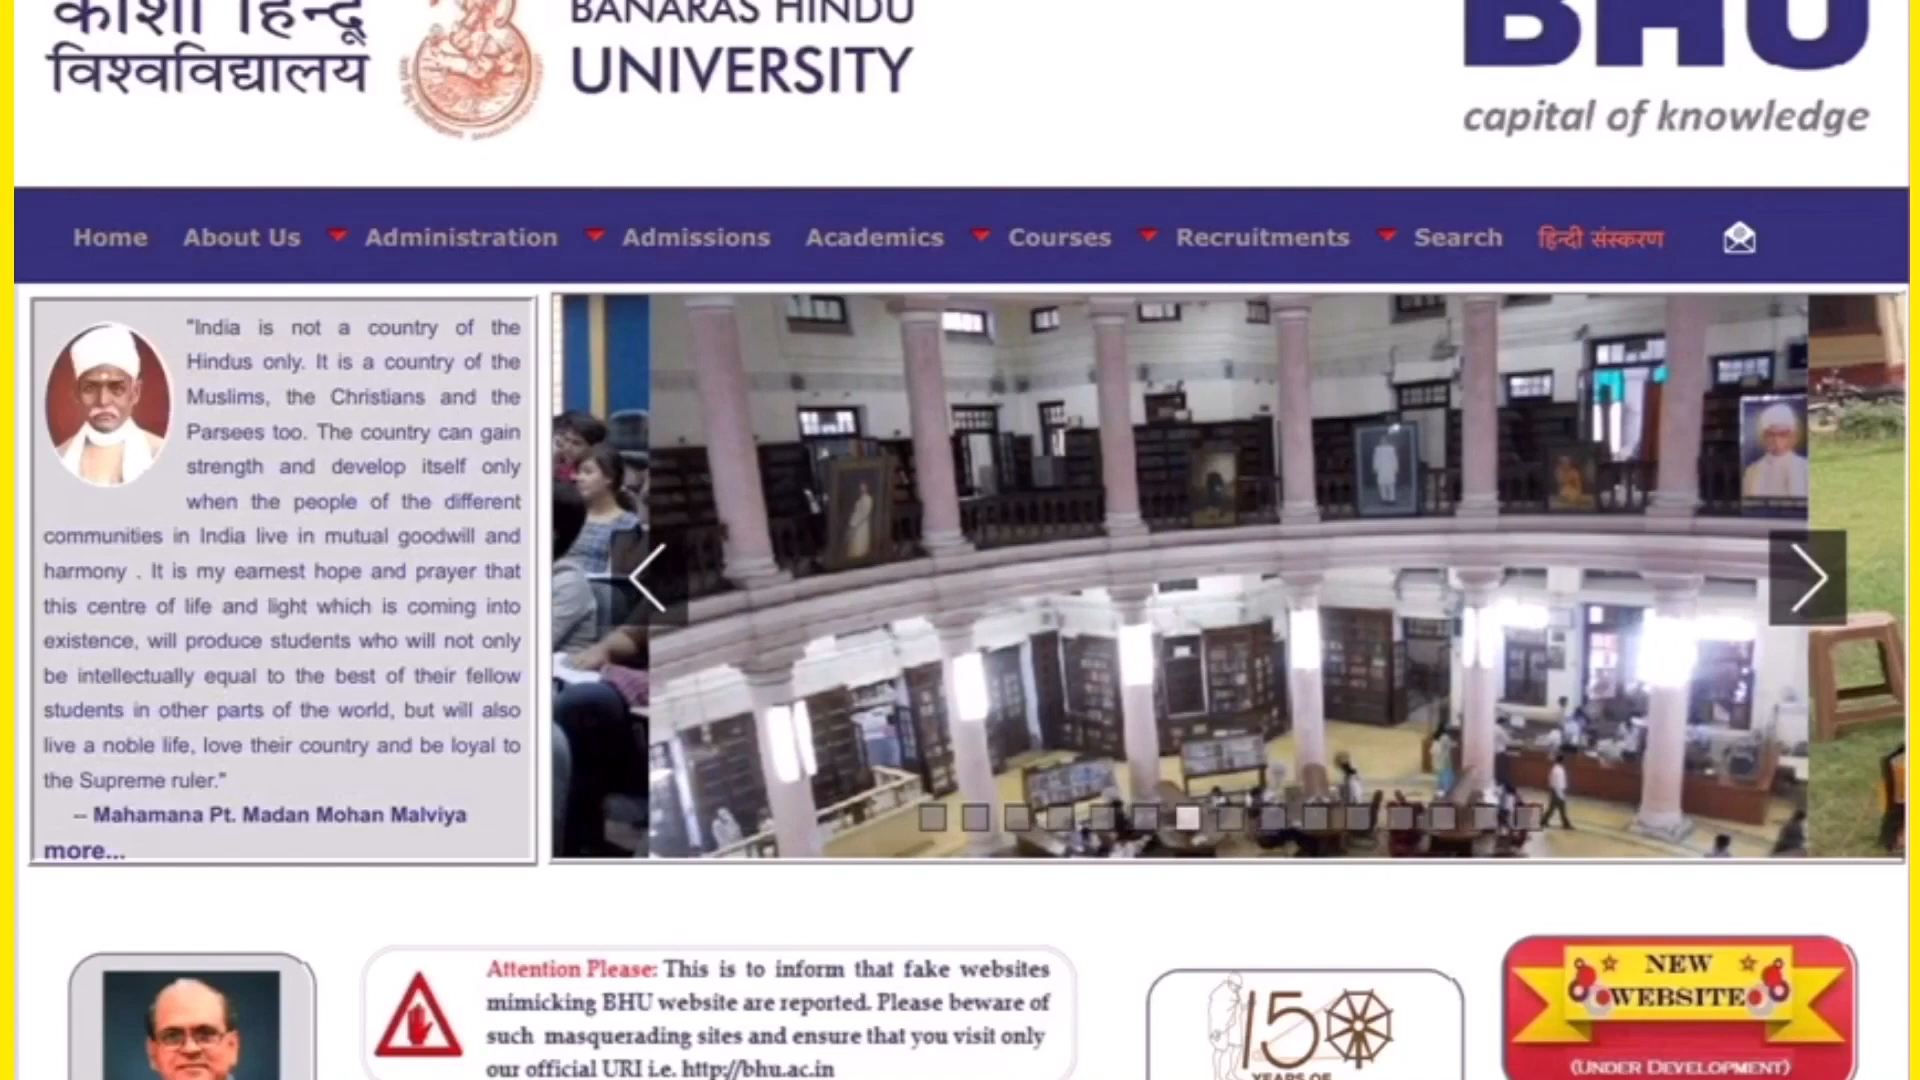 काशी हिन्दू
विश्वविद्यालय
BANARAS HINDU
UNIVERSITY
BHU
capital of knowledge
Home About Us Administration Admissions Academics Courses Recruitments Search हिन्दी संस्करण
"India is not a country of the
Hindus only. It is a country of the
Muslims, the Christians and the
Parsees too. The country can gain
strength and develop itself only
when the people of the different
communities in India live in mutual goodwill and
harmony . It is my earnest hope and prayer that
this centre of life and light which is coming into
existence, will produce students who will not only
be intellectually equal to the best of their fellow
students in other parts of the world, but will also
live a noble life, love their country and be loyal to
the Supreme ruler."
-- Mahamana Pt. Madan Mohan Malviya
more...
Attention Please: This is to inform that fake websites
mimicking BHU website are reported. Please beware of
such masquerading sites and ensure that you visit only
our official URI i.e. http://bhu.ac.in
150
YEARS OF
NEW
WEBSITE
(UNDER DEVELOPMENT)